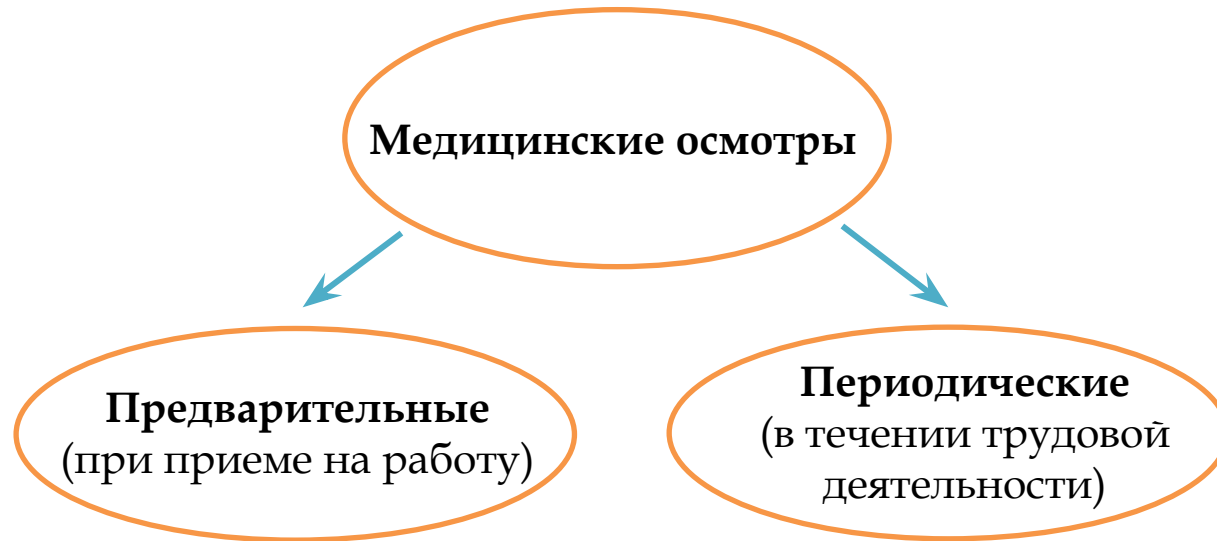 Медицинские осмотры
Предварительные
(при приеме на работу)
Периодические
(в течении трудовой
деятельности)